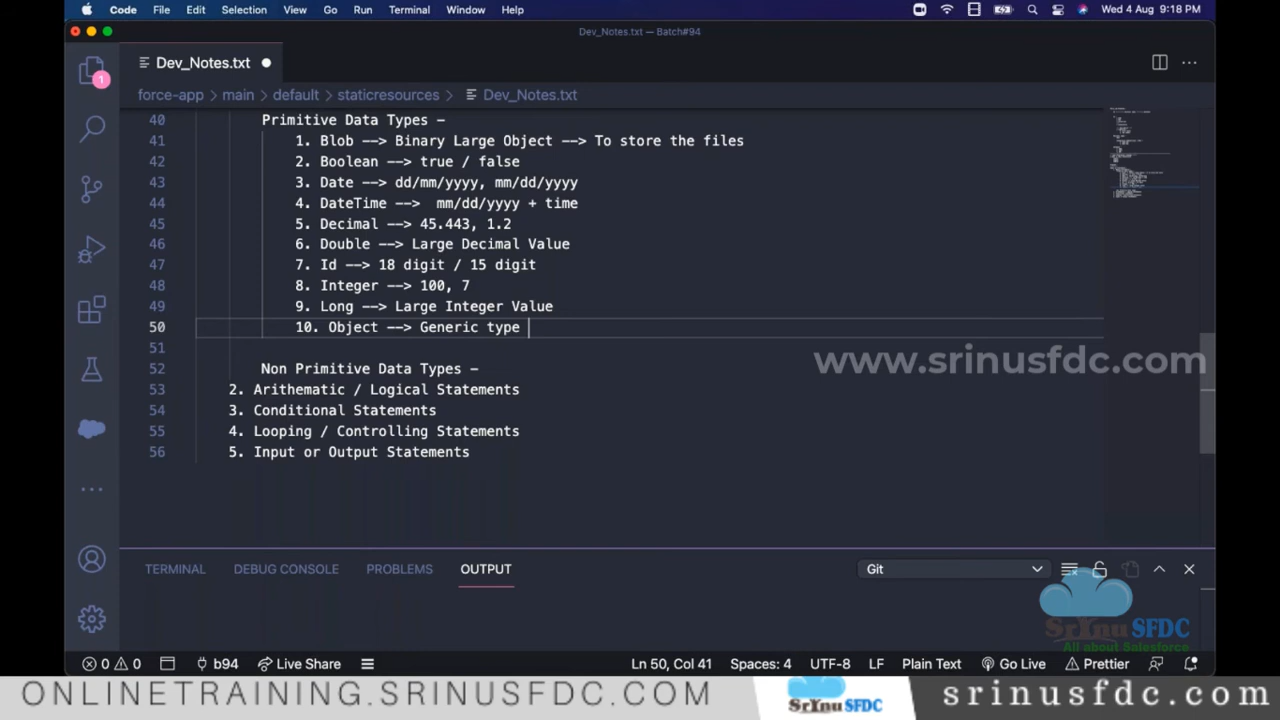 Code File Edit Selection View Go Run Terminal Window Help Wed 4 Aug 9:18 PM
Dev_Notes.txt — Batch#94
Dev_Notes.txt
force-app > main > default > staticresources > Dev_Notes.txt
40 Primitive Data Types –
41 1. Blob ––> Binary Large Object ––> To store the files
42 2. Boolean ––> true / false
43 3. Date ––> dd/mm/yyyy, mm/dd/yyyy
44 4. DateTime ––> mm/dd/yyyy + time
45 5. Decimal ––> 45.443, 1.2
46 6. Double ––> Large Decimal Value
47 7. Id ––> 18 digit / 15 digit
48 8. Integer ––> 100, 7
49 9. Long ––> Large Integer Value
50 10. Object ––> Generic type
51
www.srinusfdc.com
52 Non Primitive Data Types –
53 2. Arithematic / Logical Statements
54 3. Conditional Statements
55 4. Looping / Controlling Statements
56 5. Input or Output Statements
1
TERMINAL DEBUG CONSOLE PROBLEMS OUTPUT Git
SrInu SFDC
All about Salesforce
0 0 b94 Live Share Ln 50, Col 41 Spaces: 4 UTF-8 LF Plain Text Go Live Prettier
ONLINETRAINING.SRINUSFDC.COM SrInu SFDC srinusfdc.com